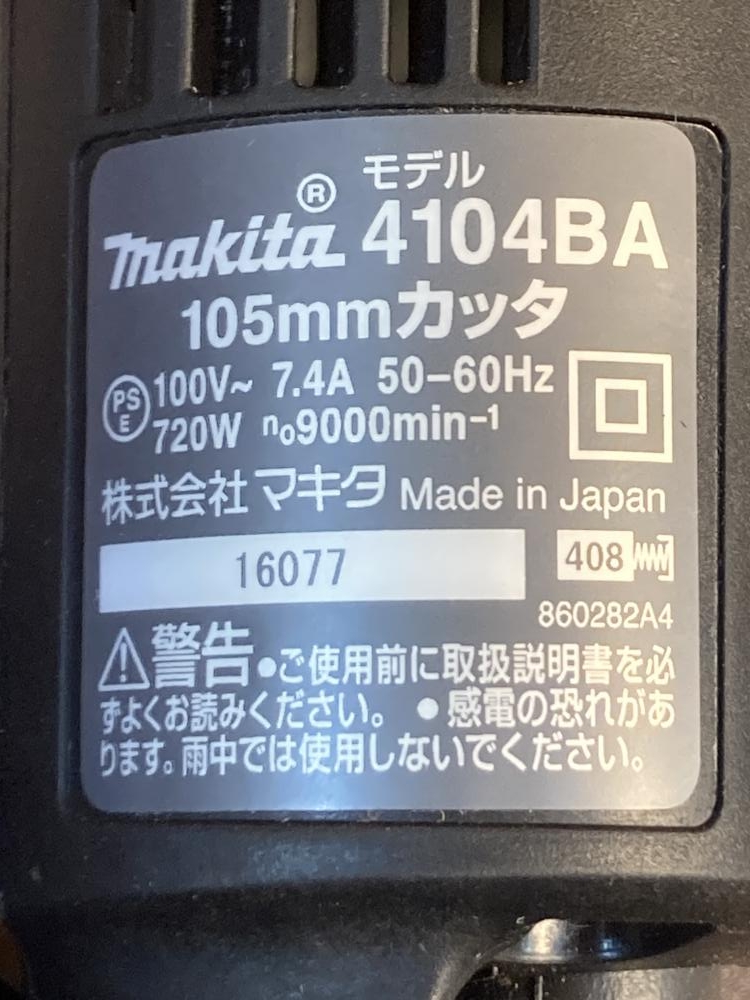 モデル
makita® 4104BA
105mmカッタ
PS
E
100V~ 7.4A 50-60Hz
720W n₀9000min⁻¹
株式会社マキタ Made in Japan
16077
408
860282A4
警告●ご使用前に取扱説明書を必
ずよくお読みください。 ●感電の恐れがあ
ります。雨中では使用しないでください。